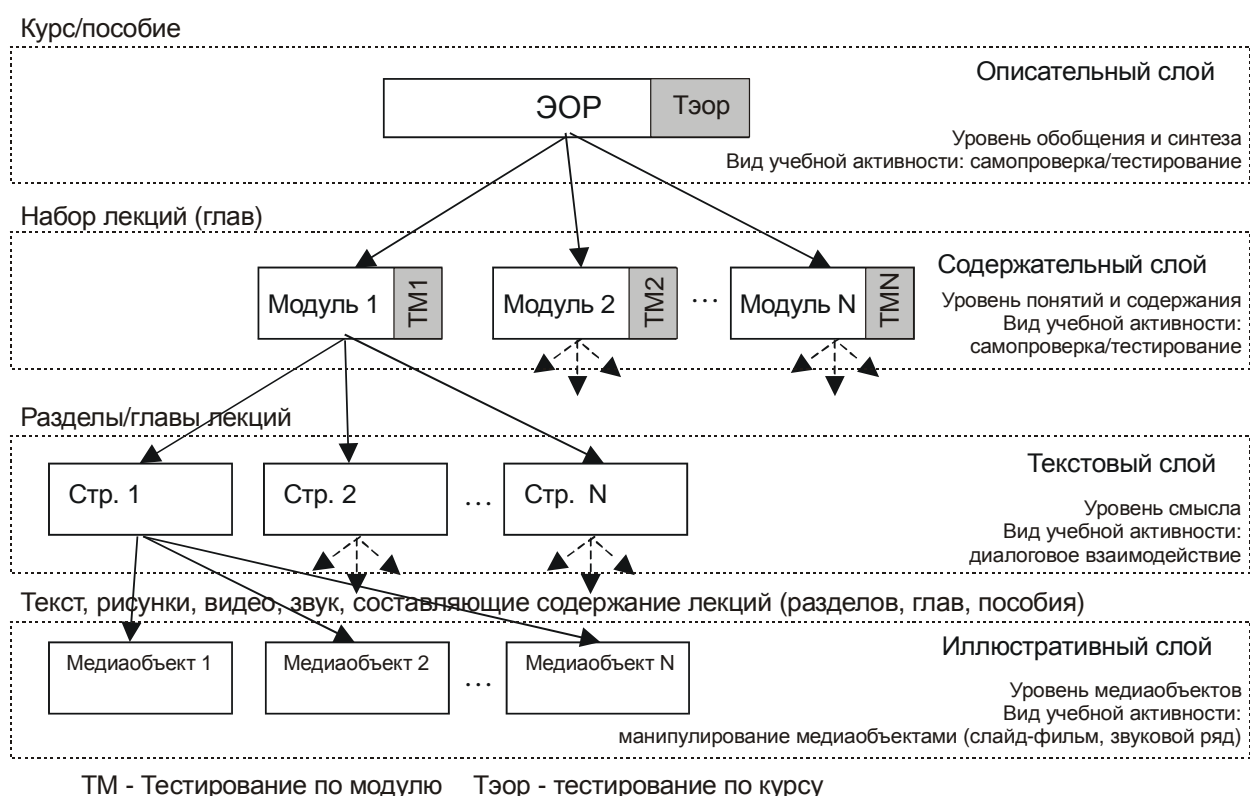 Курс/пособие
Описательный слой
ЭОР
Тэор
Уровень обобщения и синтеза
Вид учебной активности: самопроверка/тестирование
Набор лекций (глав)
Содержательный слой
Модуль 1
ТМ1
Модуль 2
ТМ2
...
Модуль N
ТМN
Уровень понятий и содержания
Вид учебной активности:
самопроверка/тестирование
Разделы/главы лекций
Текстовый слой
Стр. 1
Стр. 2
...
Стр. N
Уровень смысла
Вид учебной активности:
диалоговое взаимодействие
Текст, рисунки, видео, звук, составляющие содержание лекций (разделов, глав, пособия)
Иллюстративный слой
Медиаобъект 1
Медиаобъект 2
...
Медиаобъект N
Уровень медиаобъектов
Вид учебной активности:
манипулирование медиаобъектами (слайд-фильм, звуковой ряд)
ТМ - Тестирование по модулю Тэор - тестирование по курсу